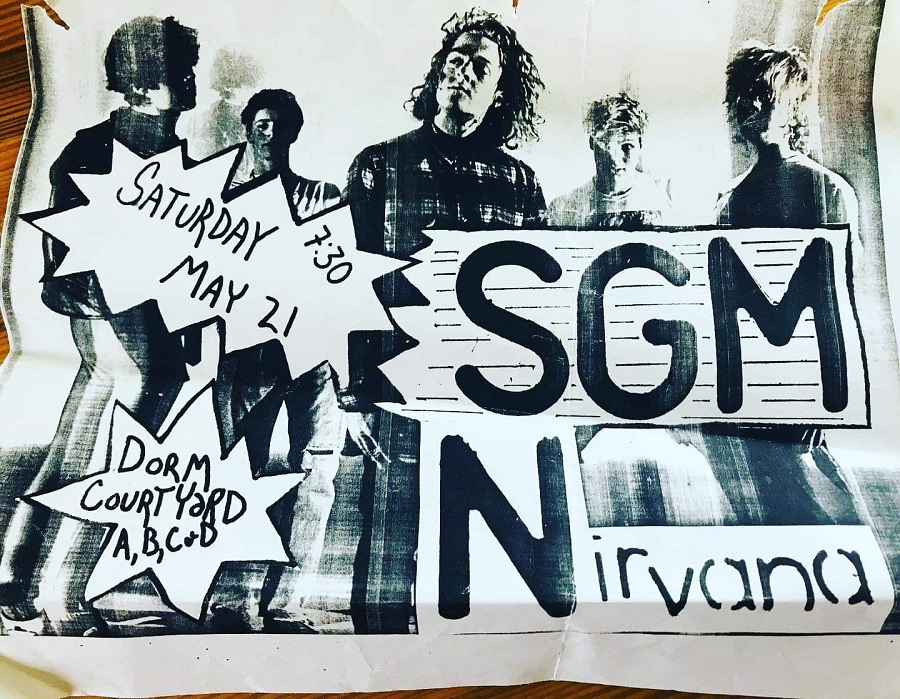 SATURDAY
MAY 21
7:30
SGM
Nirvana
DORM
COURTYARD
A, B, C+D